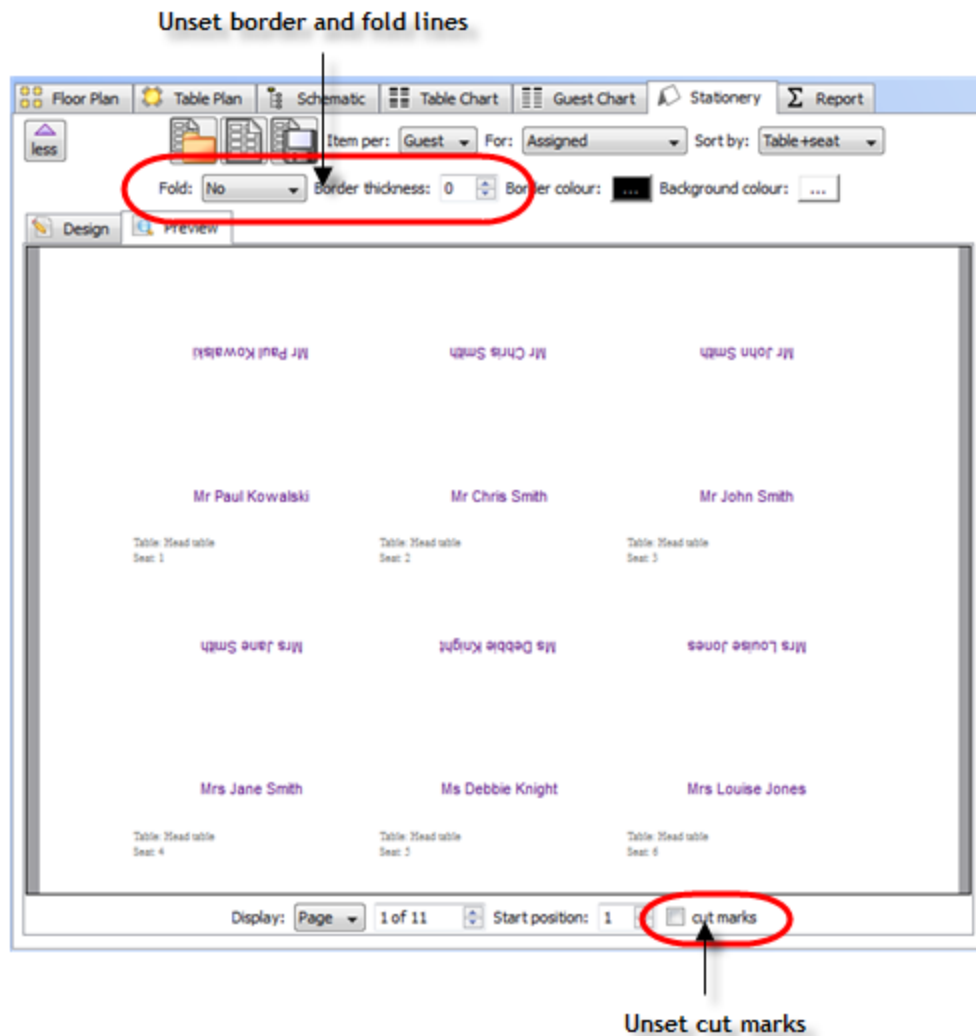 Unset border and fold lines
Floor Plan Table Plan Schematic Table Chart Guest Chart Stationery Σ Report
less Item per: Guest For: Assigned Sort by: Table+seat
Fold: No Border thickness: 0 Border colour: ... Background colour: ...
Design Preview
Mr Paul Kowalski Mr Chris Smith Mr John Smith
Mr Paul Kowalski Mr Chris Smith Mr John Smith
Table: Head table Table: Head table Table: Head table
Seat: 1 Seat: 2 Seat: 3
Mrs Jane Smith Ms Debbie Knight Mrs Louise Jones
Mrs Jane Smith Ms Debbie Knight Mrs Louise Jones
Table: Head table Table: Head table Table: Head table
Seat: 4 Seat: 5 Seat: 6
Display: Page 1 of 11 Start position: 1 cut marks
Unset cut marks